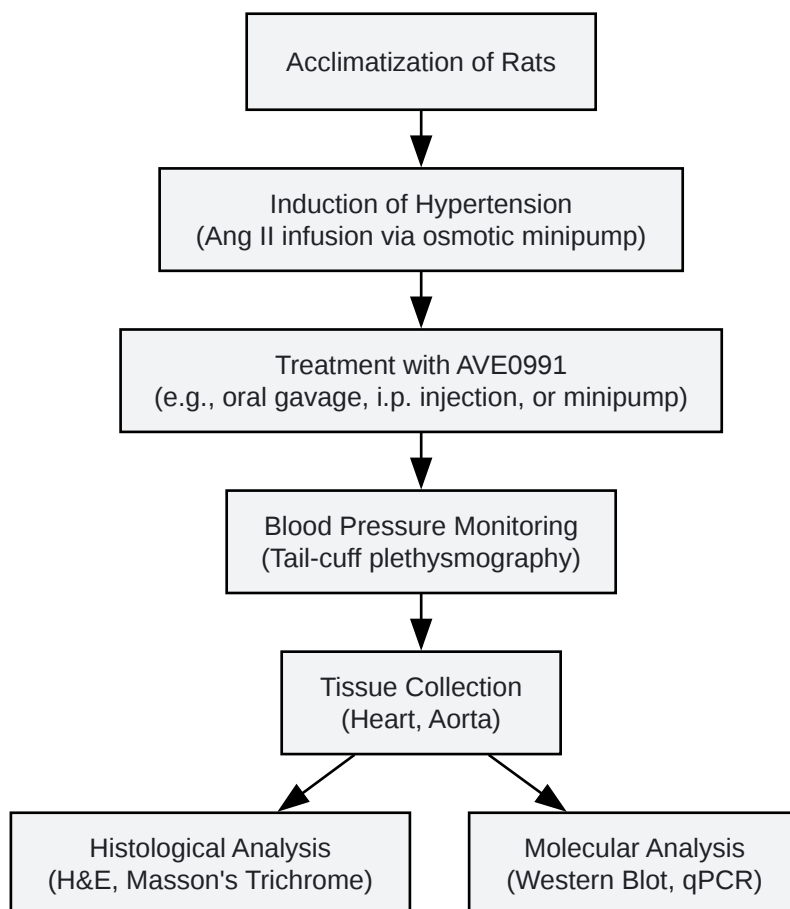 Acclimatization of Rats
Induction of Hypertension
(Ang II infusion via osmotic minipump)
Treatment with AVE0991
(e.g., oral gavage, i.p. injection, or minipump)
Blood Pressure Monitoring
(Tail-cuff plethysmography)
Tissue Collection
(Heart, Aorta)
Histological Analysis
(H&E, Masson's Trichrome)
Molecular Analysis
(Western Blot, qPCR)